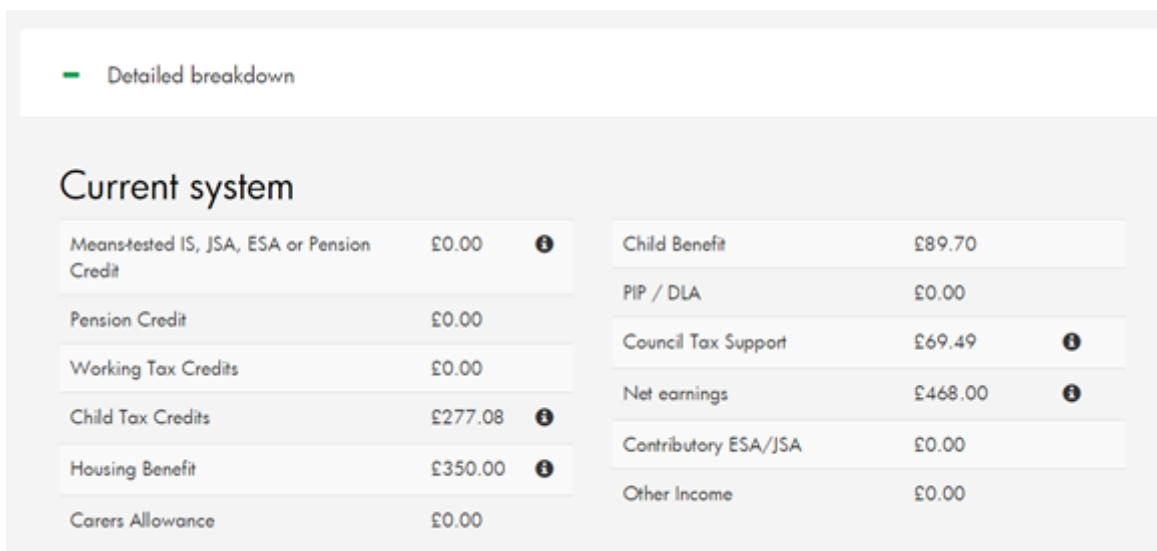 Detailed breakdown
Current system
Means-tested IS, JSA, ESA or Pension £0.00
Credit
Pension Credit £0.00
Working Tax Credits £0.00
Child Tax Credits £277.08
Housing Benefit £350.00
Carers Allowance £0.00
Child Benefit £89.70
PIP / DLA £0.00
Council Tax Support £69.49
Net earnings £468.00
Contributory ESA/JSA £0.00
Other Income £0.00